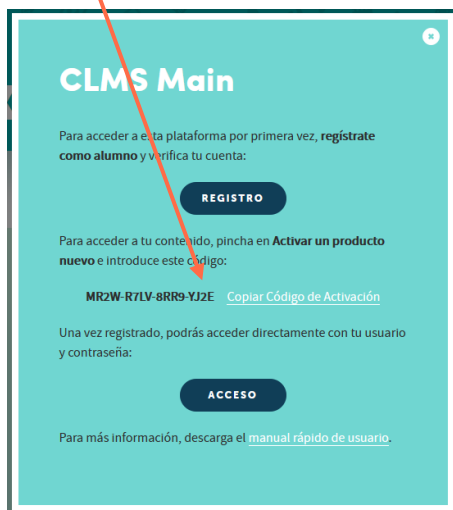 CLMS Main
Para acceder a esta plataforma por primera vez, regístrate
como alumno y verifica tu cuenta:
REGISTRO
Para acceder a tu contenido, pincha en Activar un producto
nuevo e introduce este código:
MR2W-R7LV-8RR9-YJ2E Copiar Código de Activación
Una vez registrado, podrás acceder directamente con tu usuario
y contraseña:
ACCESO
Para más información, descarga el manual rápido de usuario.